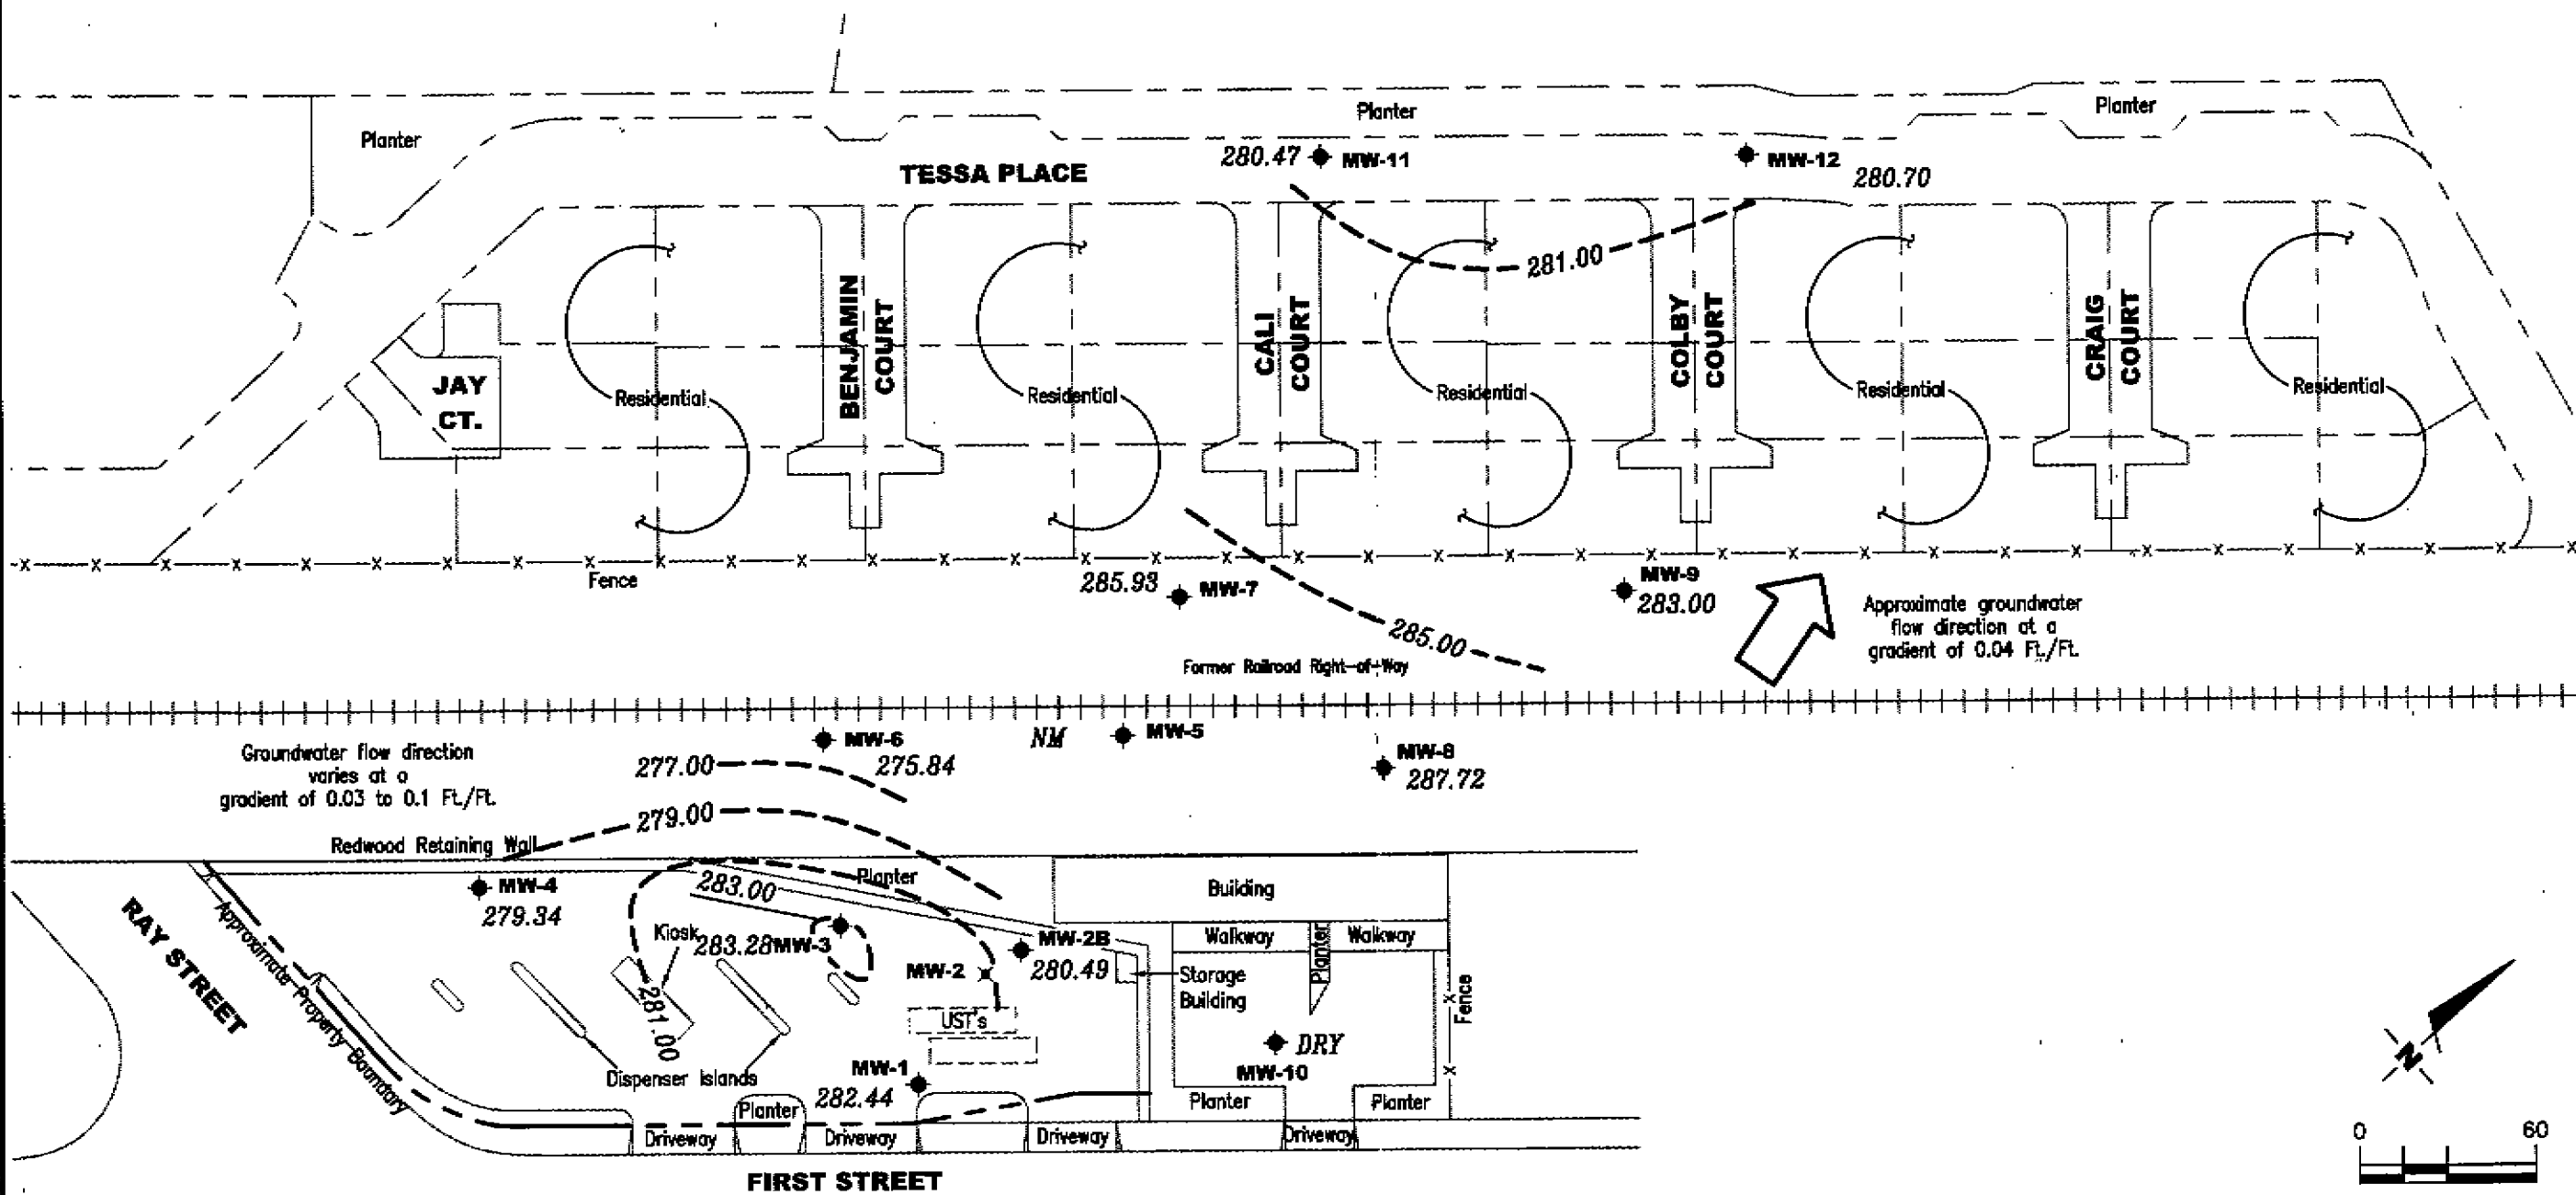 Planter
Planter
Planter
TESSA PLACE
280.47 MW-11
MW-12
280.70
281.00
BENJAMIN
COURT
CALI
COURT
COLBY
COURT
CRAIG
COURT
JAY
CT.
Residential
Residential
Residential
Residential
Residential
Fence
285.93 MW-7
MW-9
283.00
285.00
Approximate groundwater
flow direction at a
gradient of 0.04 Ft./Ft.
Former Railroad Right-of-Way
Groundwater flow direction
varies at a
gradient of 0.03 to 0.1 Ft./Ft.
MW-6
275.84
NM MW-5
MW-8
287.72
277.00
279.00
Redwood Retaining Wall
MW-4
279.34
283.00
Planter
Building
Kiosk
283.28 MW-3
MW-2B
280.49
MW-2
Walkway
Planter
Walkway
Storage
Building
Fence
RAY STREET
Approximate Property Boundary
281.00
UST's
DRY
MW-10
Dispenser Islands
MW-1
282.44
Planter
Planter
Planter
Driveway
Driveway
Driveway
Driveway
FIRST STREET
N
0 60